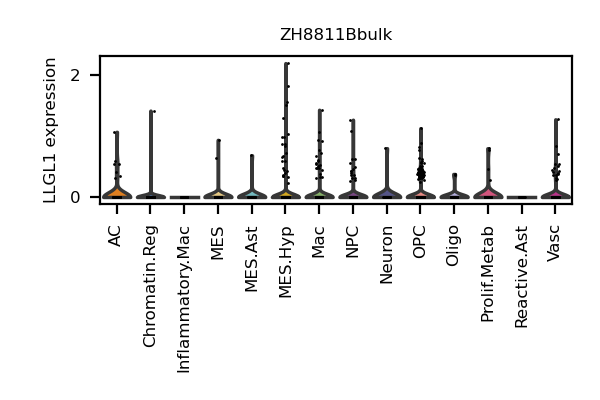 ZH8811Bbulk
LLGL1 expression
2
0
AC
Chromatin.Reg
Inflammatory.Mac
MES
MES.Ast
MES.Hyp
Mac
NPC
Neuron
OPC
Oligo
Prolif.Metab
Reactive.Ast
Vasc